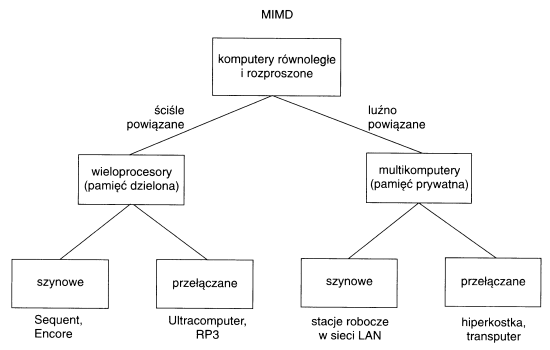 MIMD
komputery równoległe
i rozproszone
ściśle
powiązane
luźno
powiązane
wieloprocesory
(pamięć dzielona)
multikomputery
(pamięć prywatna)
szynowe
przełączane
szynowe
przełączane
Sequent,
Encore
Ultracomputer,
RP3
stacje robocze
w sieci LAN
hiperkostka,
transputer